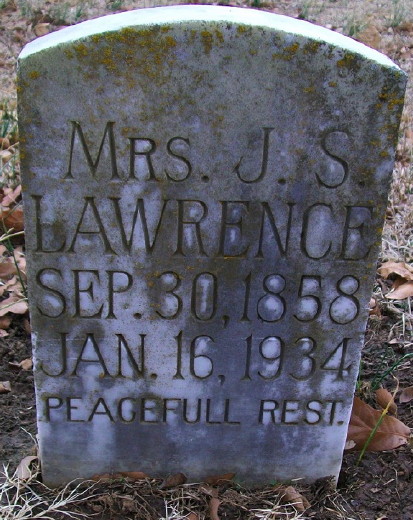 MRS. J. S.
LAWRENCE
SEP. 30, 1858
JAN. 16, 1934
PEACEFULL REST.